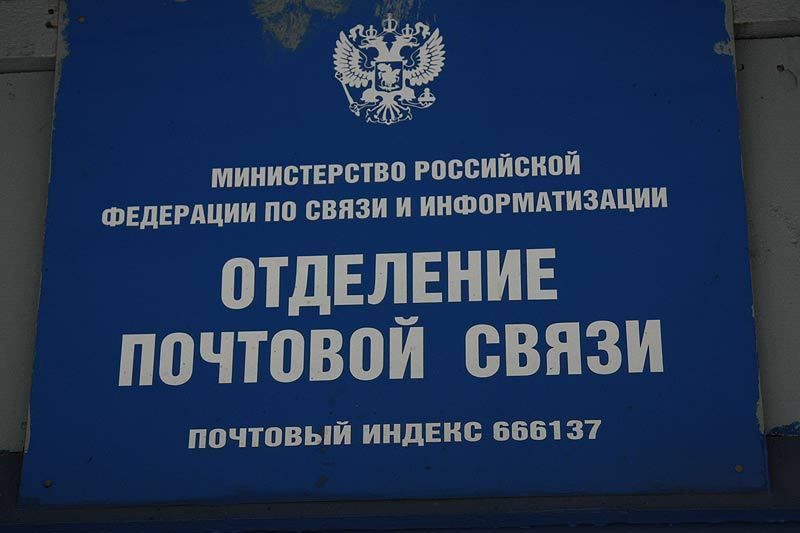 МИНИСТЕРСТВО РОССИЙСКОЙ
ФЕДЕРАЦИИ ПО СВЯЗИ И ИНФОРМАТИЗАЦИИ
ОТДЕЛЕНИЕ
ПОЧТОВОЙ СВЯЗИ
ПОЧТОВЫЙ ИНДЕКС 666137